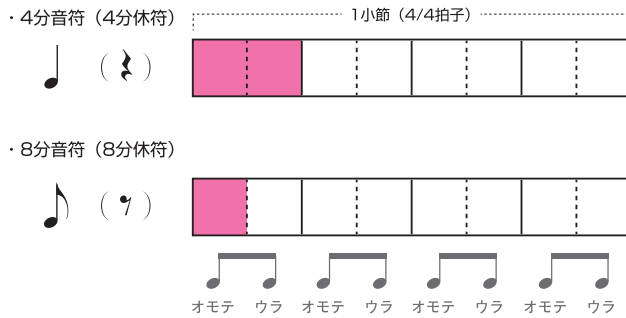 ・4分音符（4分休符）
1小節（4/4拍子）
・8分音符（8分休符）
オモテ ウラ オモテ ウラ オモテ ウラ オモテ ウラ